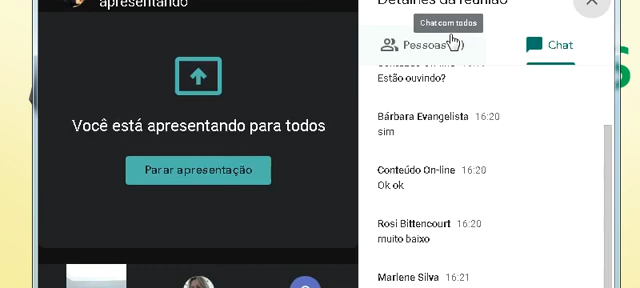 apresentando
Você está apresentando para todos
Parar apresentação
Detalhes da reunião
Chat com todos
Pessoas
Chat
Estão ouvindo?
Bárbara Evangelista 16:20
sim
Conteúdo On-line 16:20
Ok ok
Rosi Bittencourt 16:20
muito baixo
Marlene Silva 16:21
S